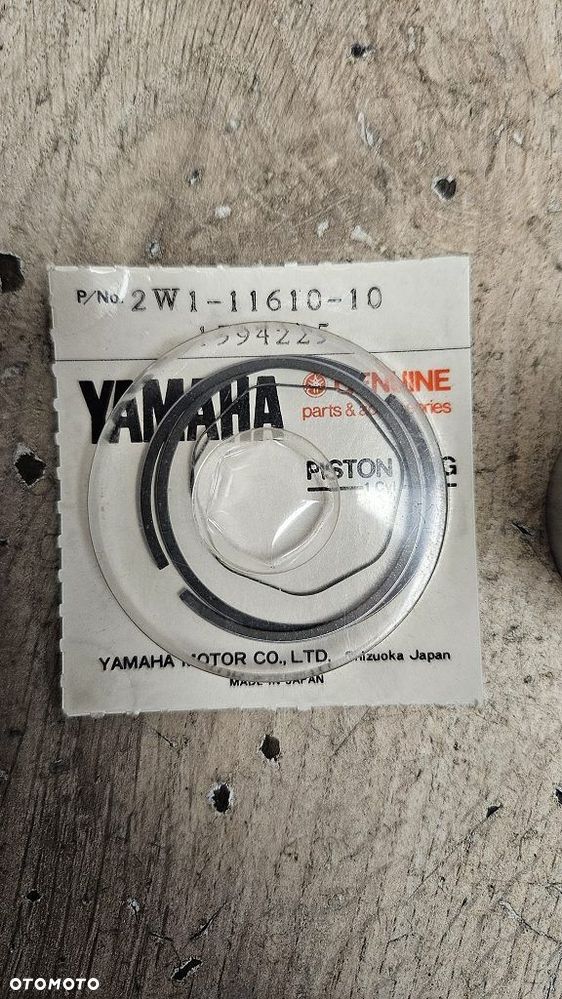 P/No. 2W1-11610-10
1594225
YAMAHA
GENUINE
parts & accessories
PISTON
YAMAHA MOTOR CO., LTD. Shizuoka Japan
MADE IN JAPAN
OTOMOTO